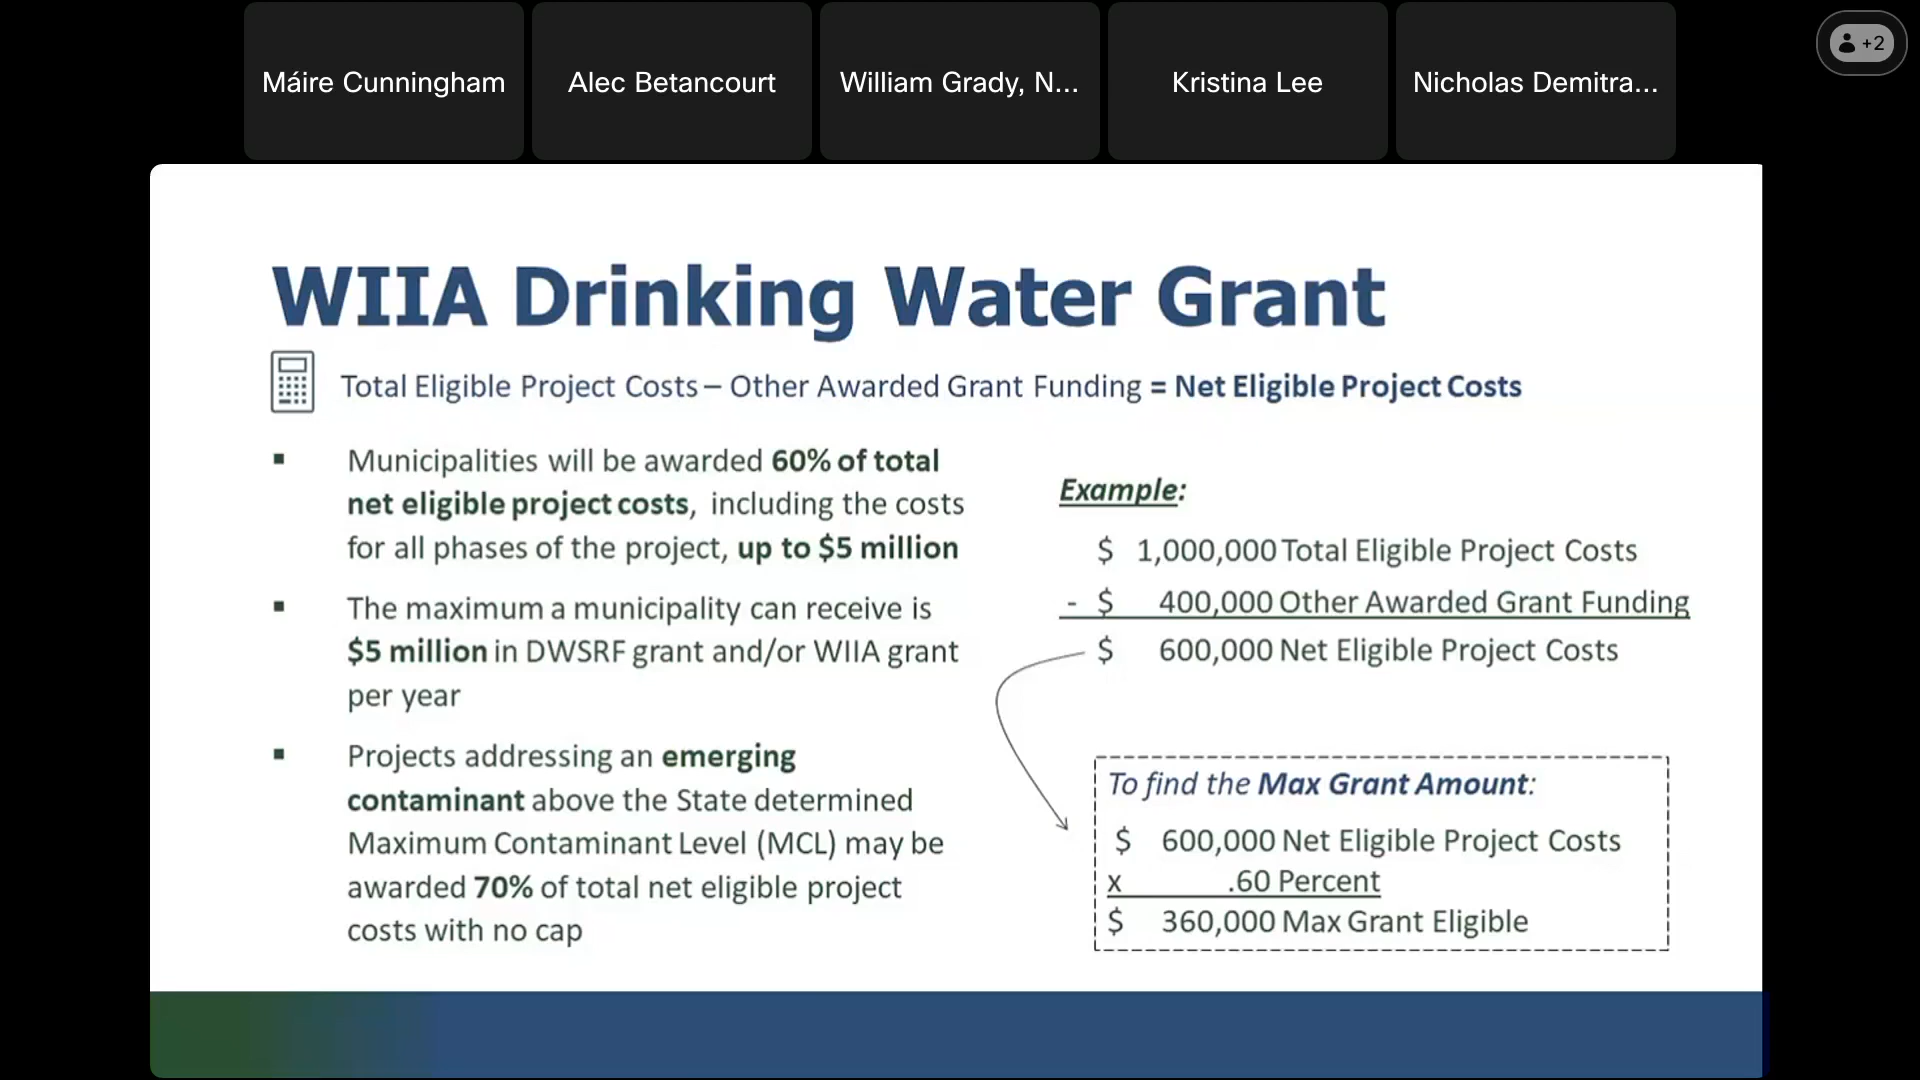 Máire Cunningham
Alec Betancourt
William Grady, N...
Kristina Lee
Nicholas Demitra...
+2
WIIA Drinking Water Grant
Total Eligible Project Costs – Other Awarded Grant Funding = Net Eligible Project Costs
▪ Municipalities will be awarded 60% of total
net eligible project costs, including the costs
for all phases of the project, up to $5 million
▪ The maximum a municipality can receive is
$5 million in DWSRF grant and/or WIIA grant
per year
▪ Projects addressing an emerging
contaminant above the State determined
Maximum Contaminant Level (MCL) may be
awarded 70% of total net eligible project
costs with no cap
Example:
$ 1,000,000 Total Eligible Project Costs
- $ 400,000 Other Awarded Grant Funding
$ 600,000 Net Eligible Project Costs
To find the Max Grant Amount:
$ 600,000 Net Eligible Project Costs
x .60 Percent
$ 360,000 Max Grant Eligible